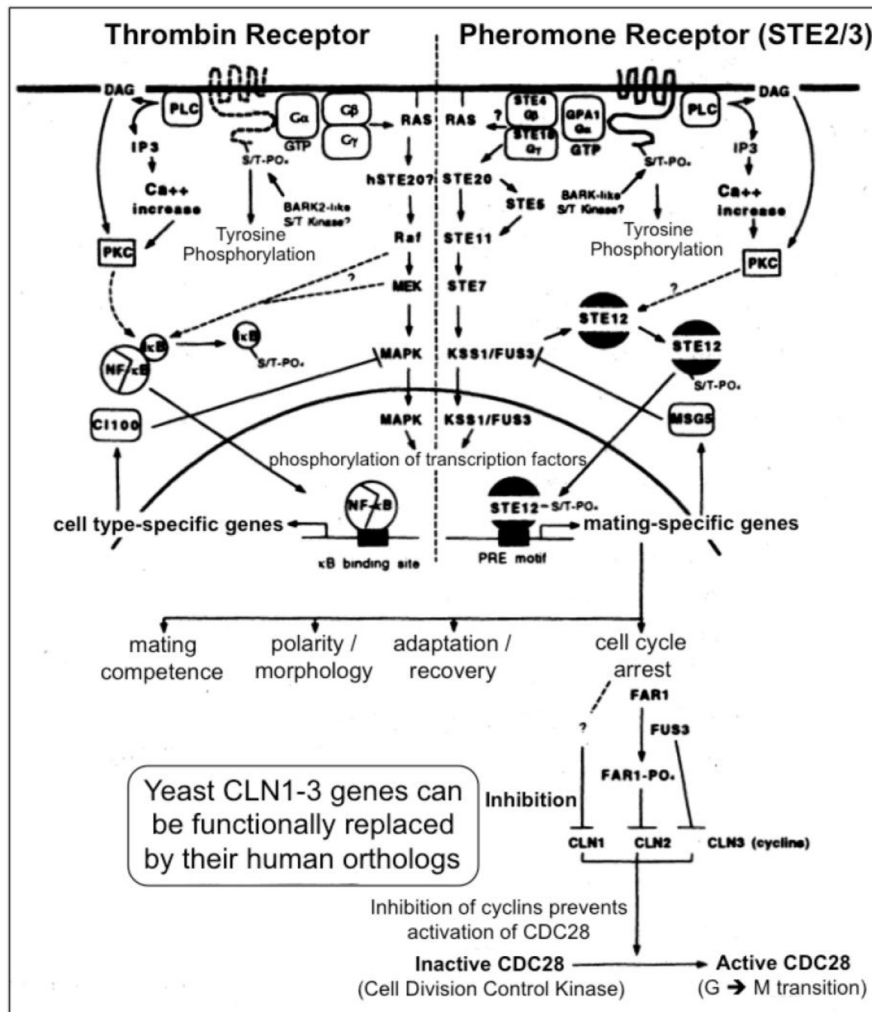 Thrombin Receptor
Pheromone Receptor (STE2/3)
DAG
PLC
Gα
GTP
Gβ
Gγ
RAS
RAS
?
STE4
Gβ
STE18
Gγ
GPA1
Gα
GTP
PLC
DAG
IP3
Ca++
increase
PKC
S/T-PO₄
BARK2-like
S/T Kinase?
Tyrosine
Phosphorylation
hSTE20?
Raf
MEK
MAPK
MAPK
?
STE20
STE5
STE11
STE7
KSS1/FUS3
KSS1/FUS3
BARK-like
S/T Kinase?
S/T-PO₄
Tyrosine
Phosphorylation
IP3
Ca++
increase
PKC
?
STE12
STE12
S/T-PO₄
IκB
NF-κB
IκB
S/T-PO₄
CI100
MSG5
phosphorylation of transcription factors
NF-κB
STE12-S/T-PO₄
cell type-specific genes
mating-specific genes
κB binding site
PRE motif
mating
competence
polarity /
morphology
adaptation /
recovery
cell cycle
arrest
FAR1
?
FUS3
FAR1-PO₄
Yeast CLN1-3 genes can
be functionally replaced
by their human orthologs
Inhibition
CLN1
CLN2
CLN3 (cyclins)
Inhibition of cyclins prevents
activation of CDC28
Inactive CDC28
(Cell Division Control Kinase)
Active CDC28
(G → M transition)